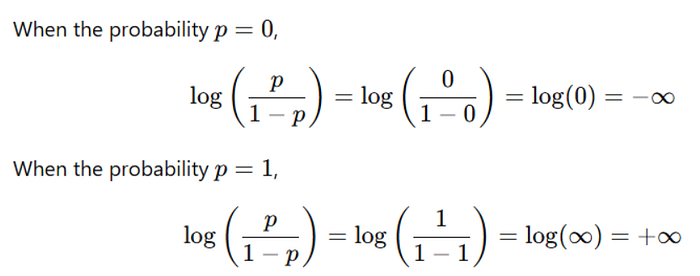 When the probability p = 0,
log(p/(1 − p)) = log(0/(1 − 0)) = log(0) = −∞
When the probability p = 1,
log(p/(1 − p)) = log(1/(1 − 1)) = log(∞) = +∞